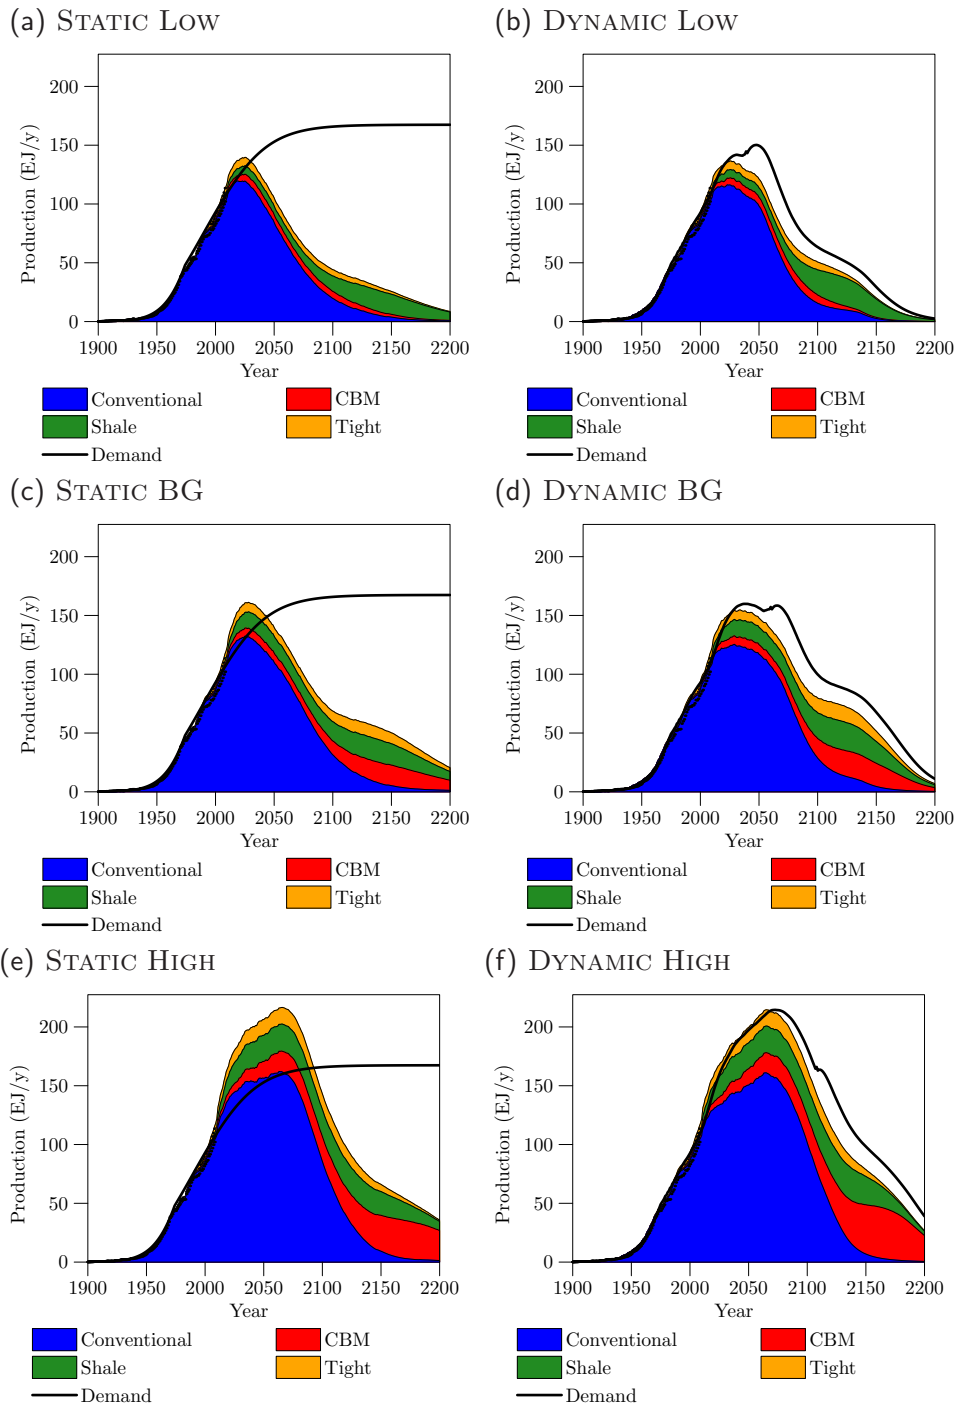 (a) STATIC LOW
(b) DYNAMIC LOW
Production (EJ/y)
200
150
100
50
0
1900 1950 2000 2050 2100 2150 2200
Year
Conventional CBM
Shale Tight
Demand
Production (EJ/y)
200
150
100
50
0
1900 1950 2000 2050 2100 2150 2200
Year
Conventional CBM
Shale Tight
Demand
(c) STATIC BG
(d) DYNAMIC BG
Production (EJ/y)
200
150
100
50
0
1900 1950 2000 2050 2100 2150 2200
Year
Conventional CBM
Shale Tight
Demand
Production (EJ/y)
200
150
100
50
0
1900 1950 2000 2050 2100 2150 2200
Year
Conventional CBM
Shale Tight
Demand
(e) STATIC HIGH
(f) DYNAMIC HIGH
Production (EJ/y)
200
150
100
50
0
1900 1950 2000 2050 2100 2150 2200
Year
Conventional CBM
Shale Tight
Demand
Production (EJ/y)
200
150
100
50
0
1900 1950 2000 2050 2100 2150 2200
Year
Conventional CBM
Shale Tight
Demand